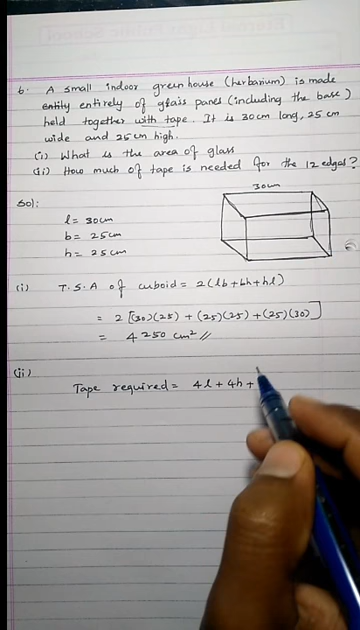 6. A small indoor greenhouse (herbarium) is made
entirely of glass panes (including the base)
held together with tape. It is 30cm long, 25 cm
wide and 25cm high.
(i) What is the area of glass
(ii) How much of tape is needed for the 12 edges?
Sol:
30cm
l = 30cm
b = 25cm
h = 25cm
(i) T.S.A of cuboid = 2(lb+bh+hl)
= 2[(30)(25) + (25)(25) + (25)(30)]
= 4250 cm² //
(ii)
Tape required = 4l + 4h +